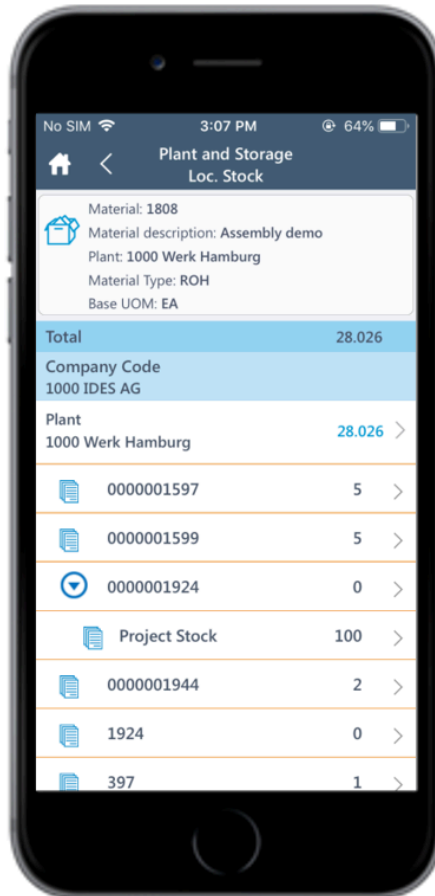 No SIM 3:07 PM 64%
Plant and Storage
Loc. Stock
Material: 1808
Material description: Assembly demo
Plant: 1000 Werk Hamburg
Material Type: ROH
Base UOM: EA
Total 28.026
Company Code
1000 IDES AG
Plant
1000 Werk Hamburg 28.026
0000001597 5
0000001599 5
0000001924 0
Project Stock 100
0000001944 2
1924 0
397 1